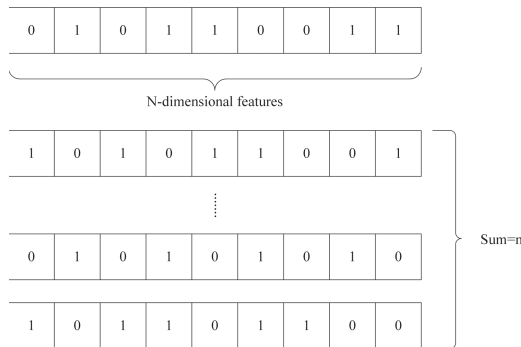 0 1 0 1 1 0 0 1 1
N-dimensional features
1 0 1 0 1 1 0 0 1
0 1 0 1 0 1 0 1 0
Sum=n
1 0 1 1 0 1 1 0 0